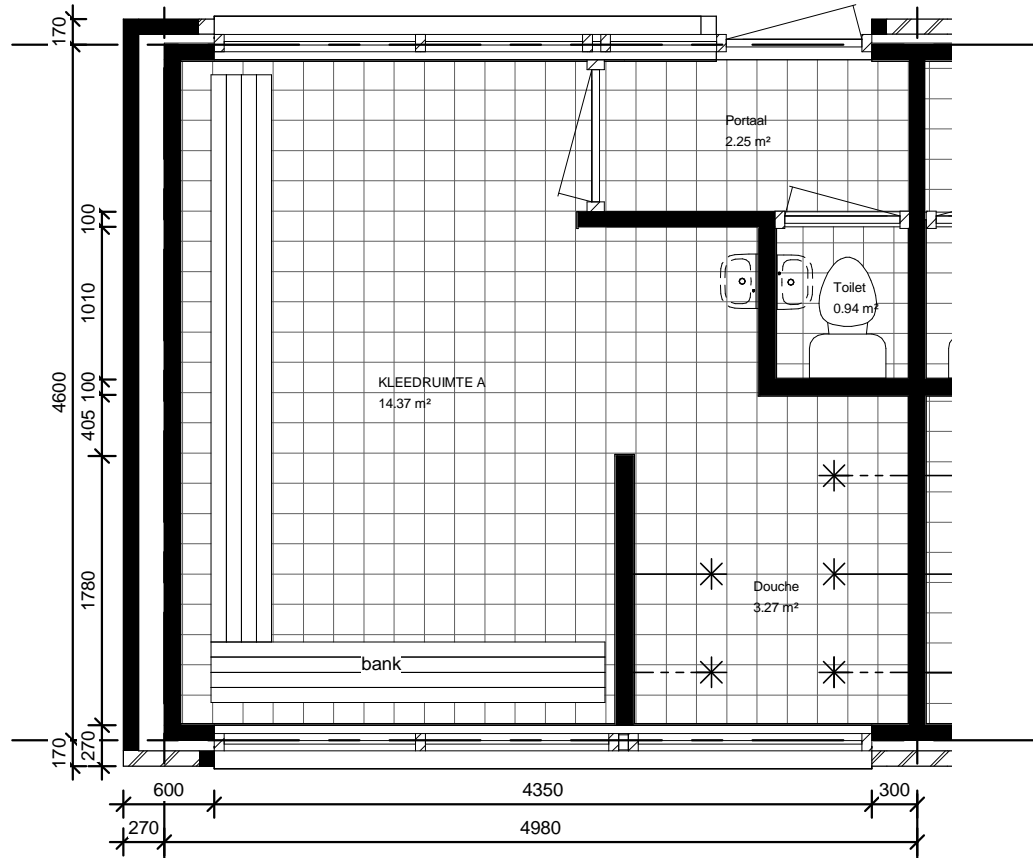 170
Portaal
2.25 m²
100
1010
Toilet
0.94 m²
4600
100
KLEEDRUIMTE A
14.37 m²
405
1780
Douche
3.27 m²
bank
270
170
600
4350
300
270
4980